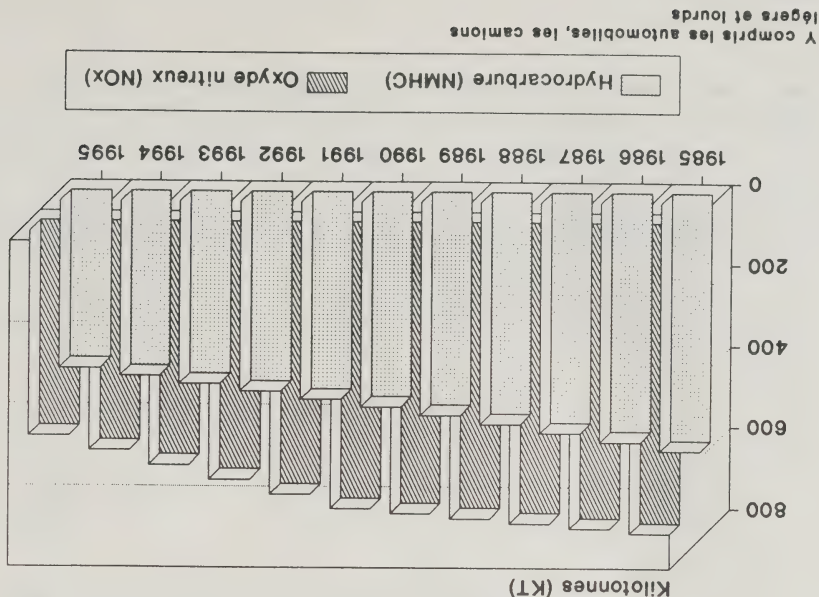 Kilotonnes (KT)
800
600
400
200
0
1985 1986 1987 1988 1989 1990 1991 1992 1993 1994 1995
Hydrocarbure (NMHC) Oxyde nitreux (NOx)
Y compris les automobiles, les camions
légers et lourds